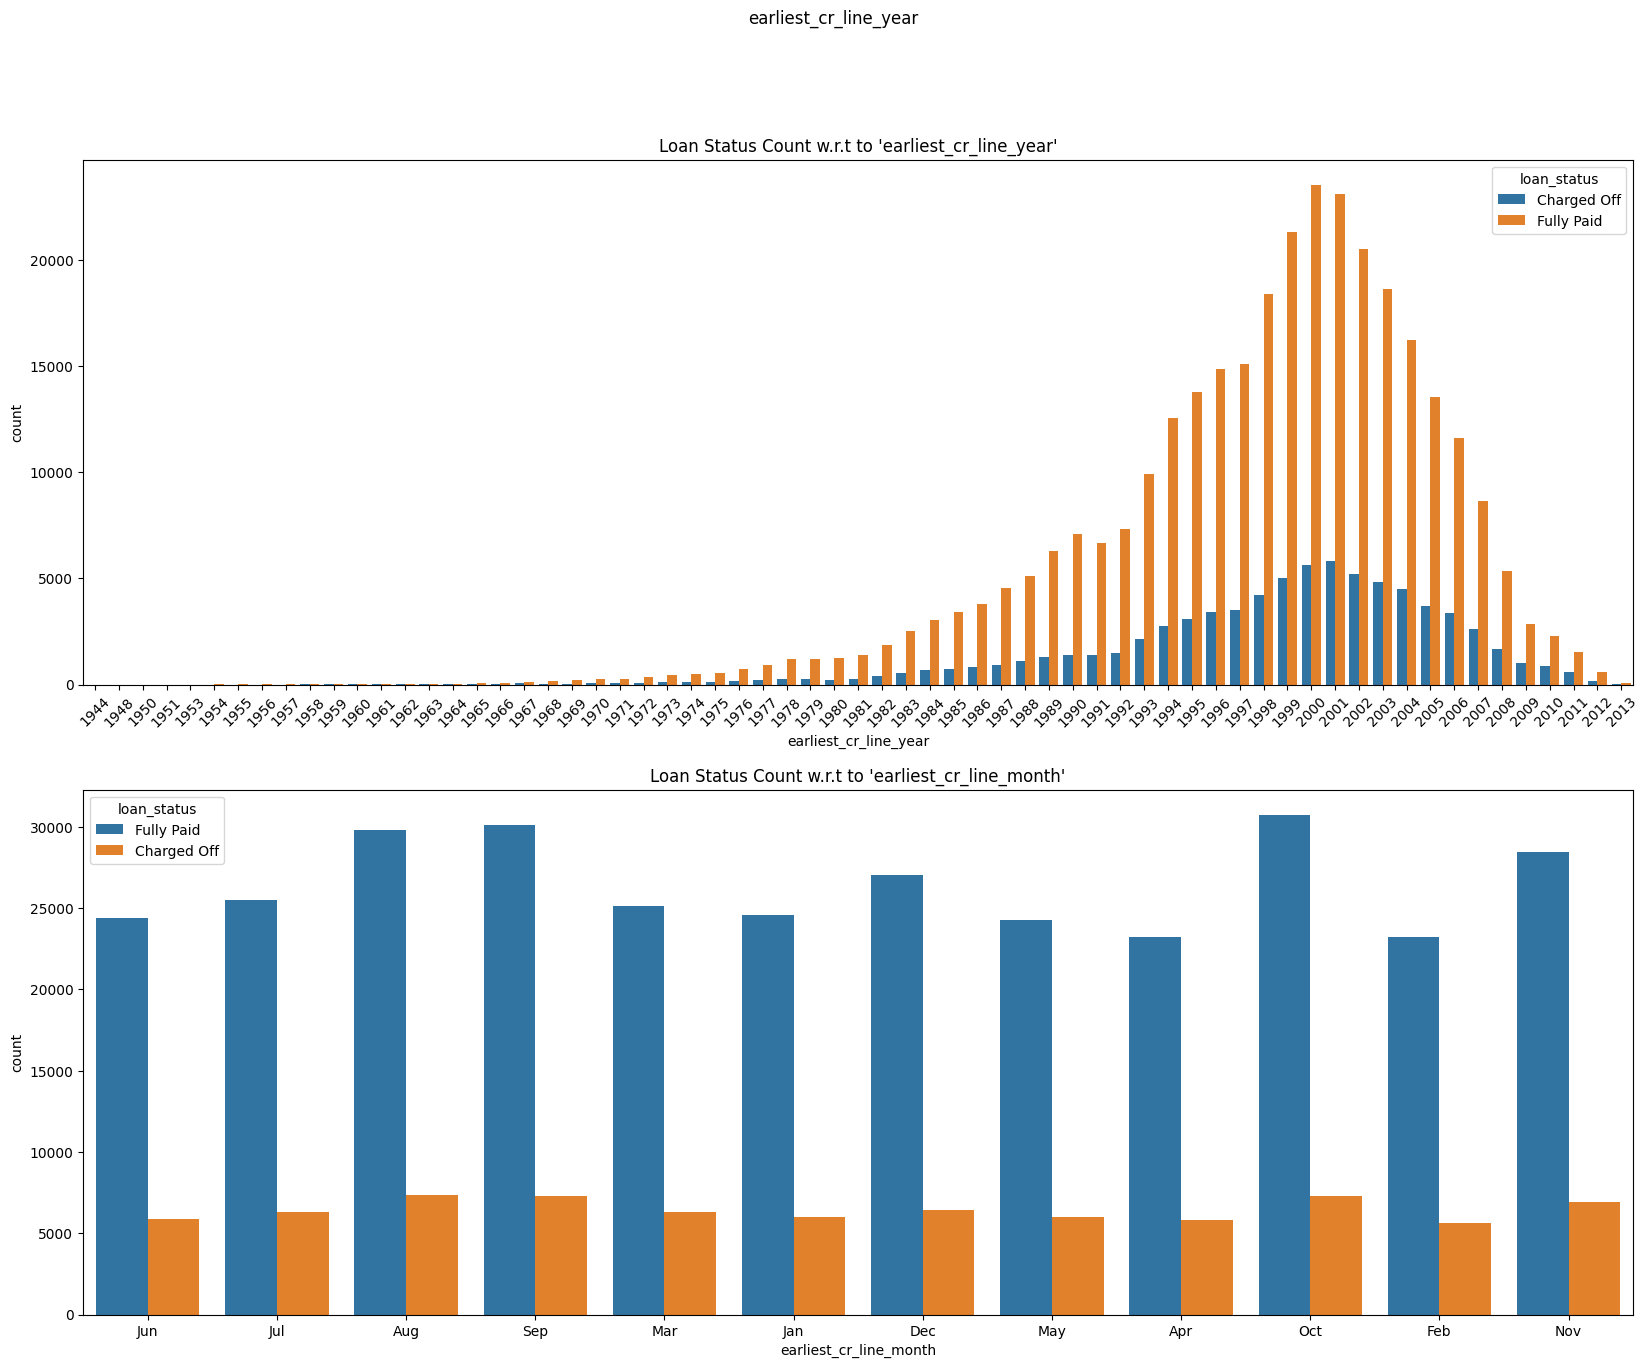 earliest_cr_line_year
Loan Status Count w.r.t to 'earliest_cr_line_year'
loan_status
Charged Off
Fully Paid
20000
15000
10000
5000
0
count
1944 1948 1950 1951 1953 1954 1955 1956 1957 1958 1959 1960 1961 1962 1963 1964 1965 1966 1967 1968 1969 1970 1971 1972 1973 1974 1975 1976 1977 1978 1979 1980 1981 1982 1983 1984 1985 1986 1987 1988 1989 1990 1991 1992 1993 1994 1995 1996 1997 1998 1999 2000 2001 2002 2003 2004 2005 2006 2007 2008 2009 2010 2011 2012 2013
earliest_cr_line_year
Loan Status Count w.r.t to 'earliest_cr_line_month'
loan_status
Fully Paid
Charged Off
30000
25000
20000
15000
10000
5000
0
count
Jun Jul Aug Sep Mar Jan Dec May Apr Oct Feb Nov
earliest_cr_line_month